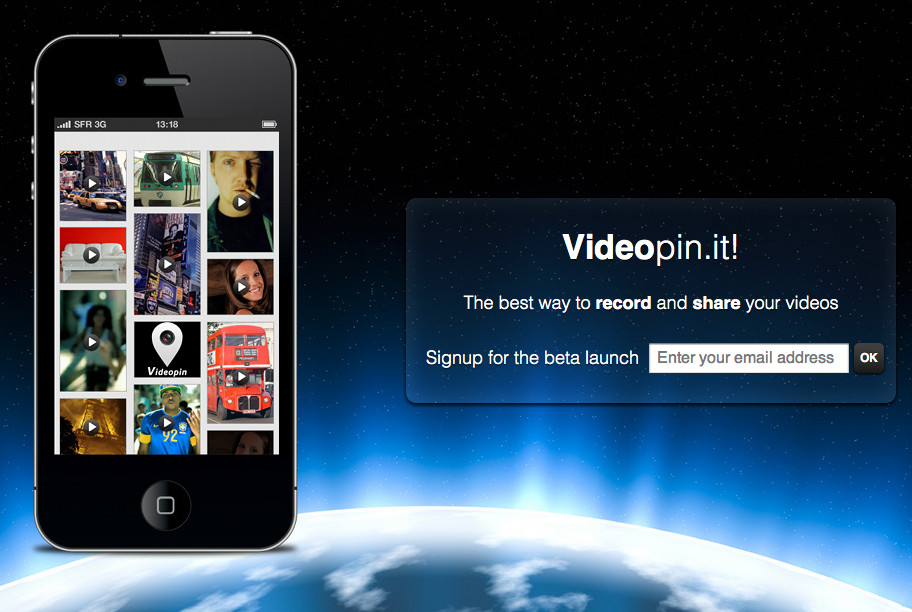 SFR 3G 13:18
Videopin
92
Videopin.it!
The best way to record and share your videos
Signup for the beta launch Enter your email address OK